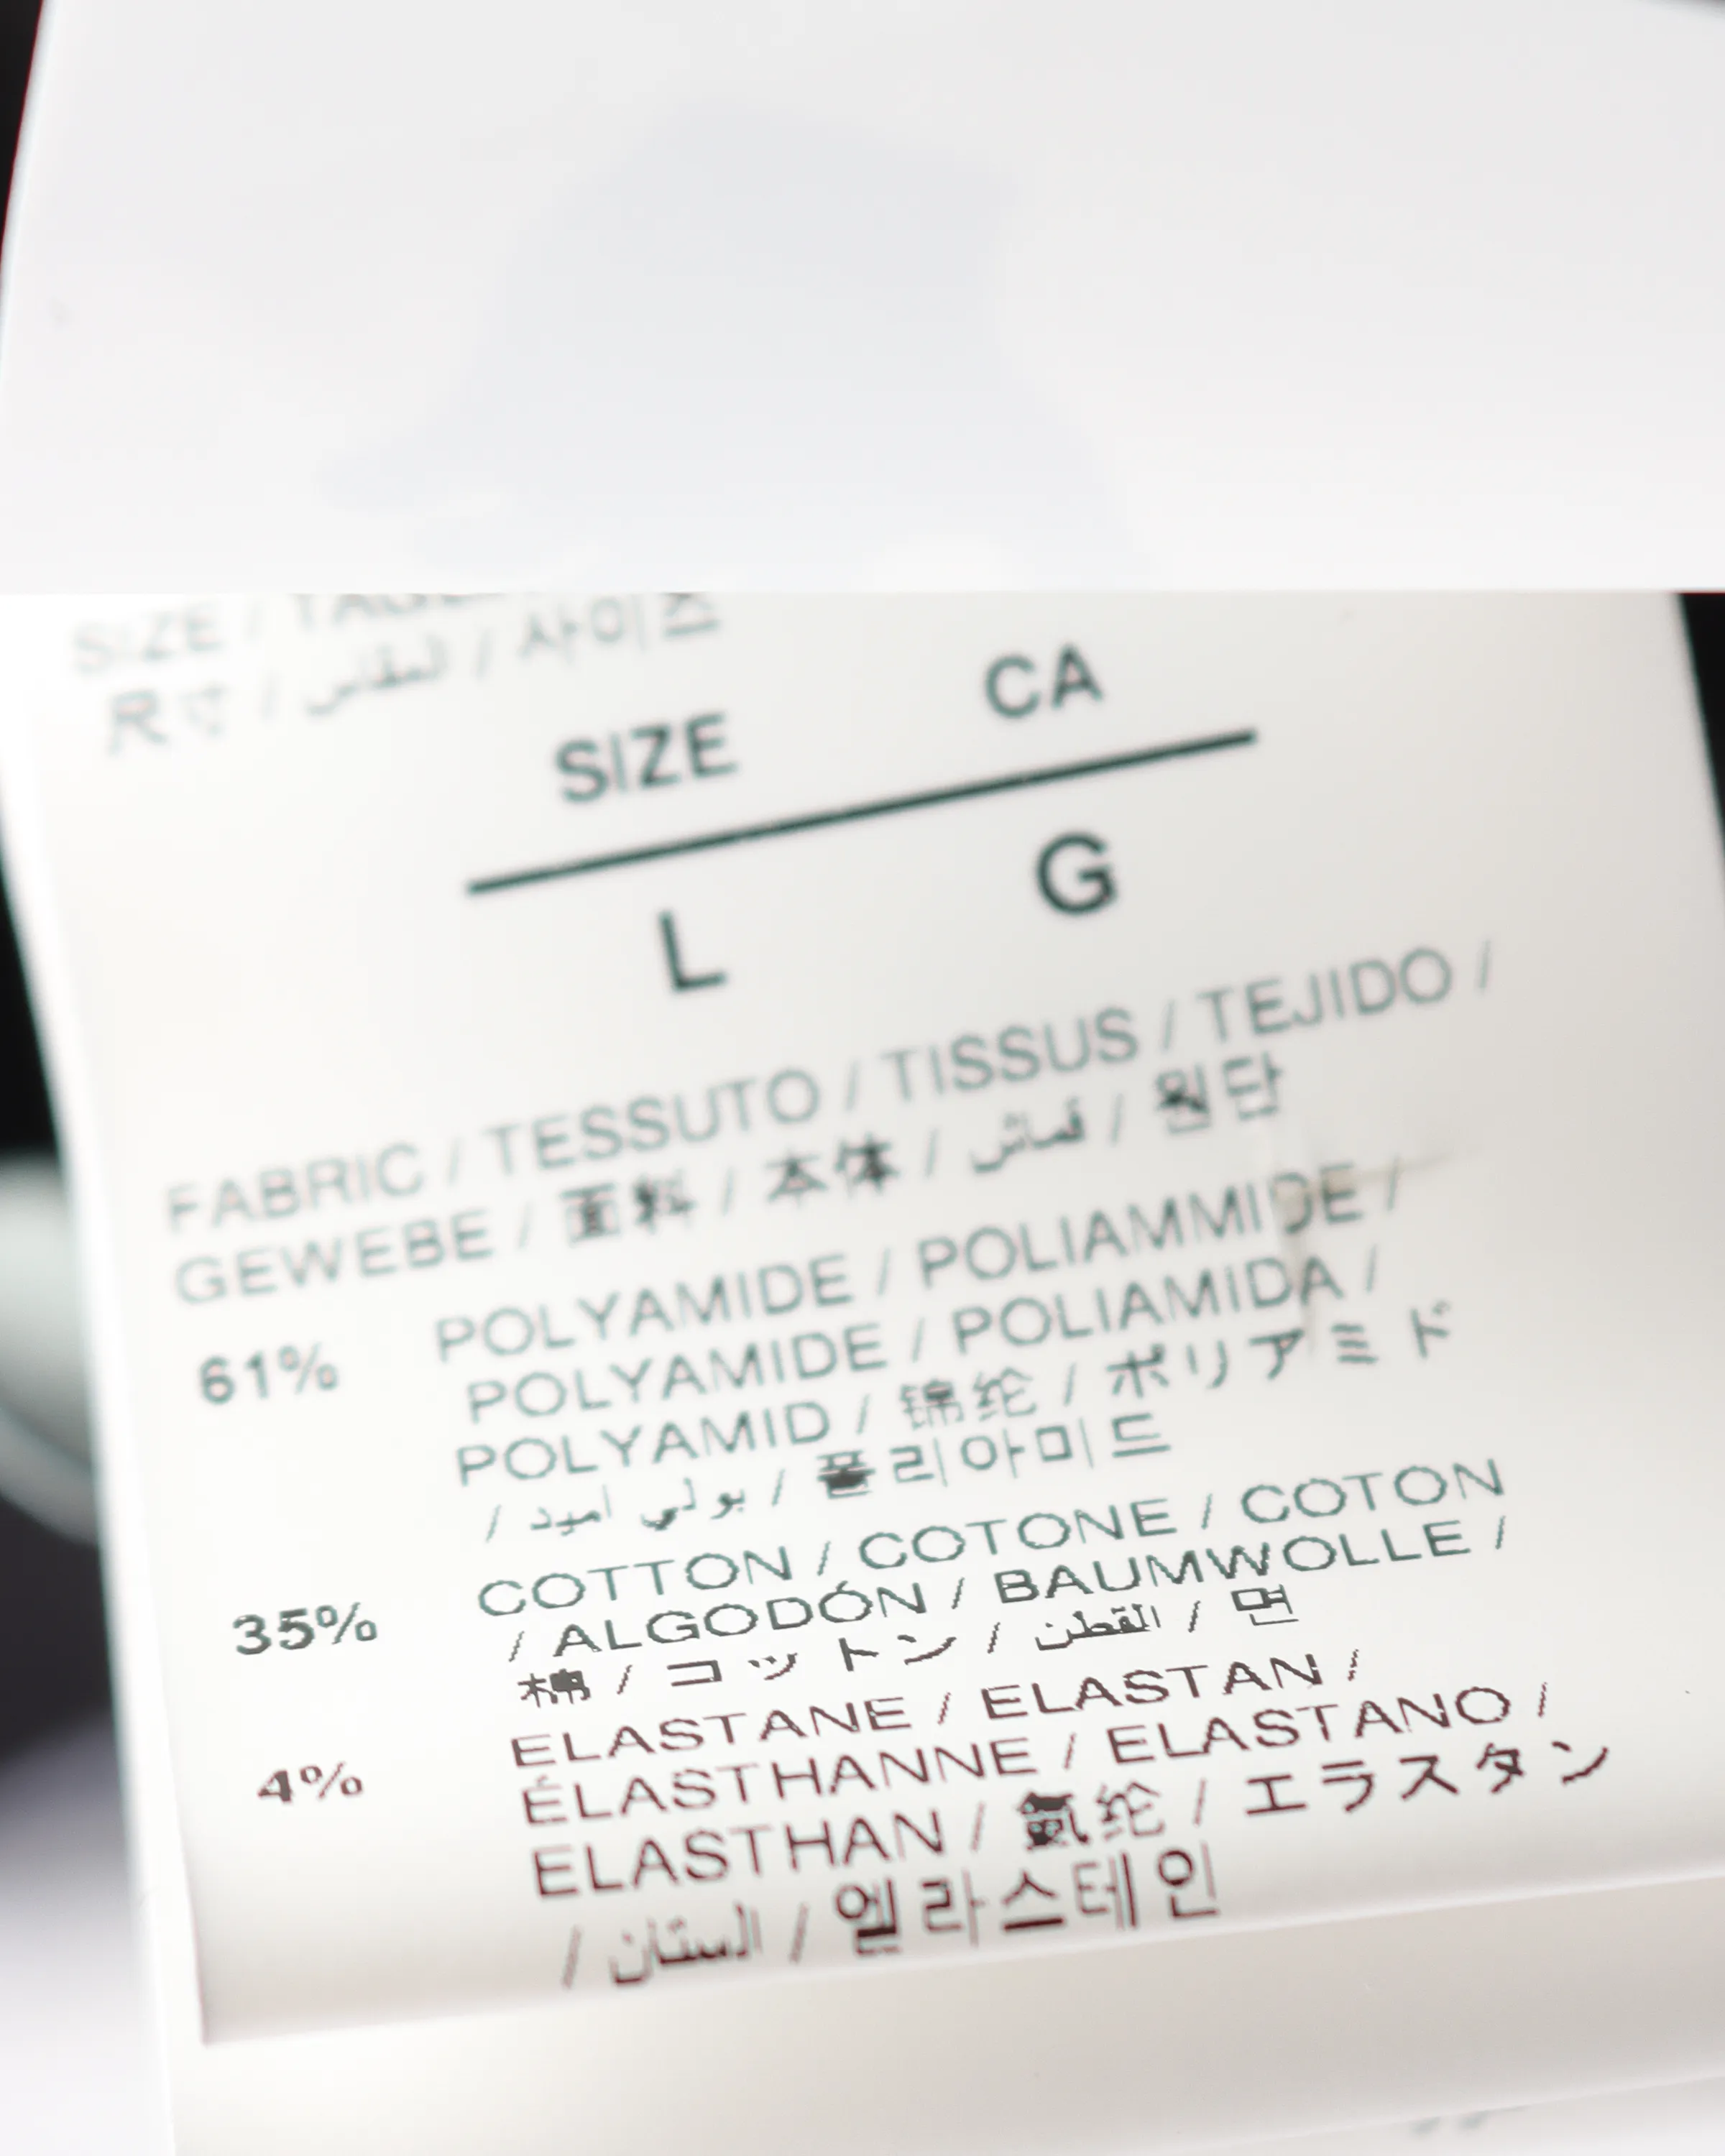 SIZE /
R寸 / المقاس / 사이즈
SIZE CA
L G
FABRIC / TESSUTO / TISSUS / TEJIDO /
GEWEBE / 面料 / 本体 / قماش / 원단
61% POLYAMIDE / POLIAMMIDE /
POLYAMIDE / POLIAMIDA /
POLYAMID / 锦纶 / ポリアミド
/ بولي اميد / 폴리아미드
35% COTTON / COTONE / COTON
/ ALGODÓN / BAUMWOLLE /
棉 / コットン / القطن / 면
4% ELASTANE / ELASTAN /
ÉLASTHANNE / ELASTANO /
ELASTHAN / 氨纶 / エラスタン
/ الستان / 엘라스테인